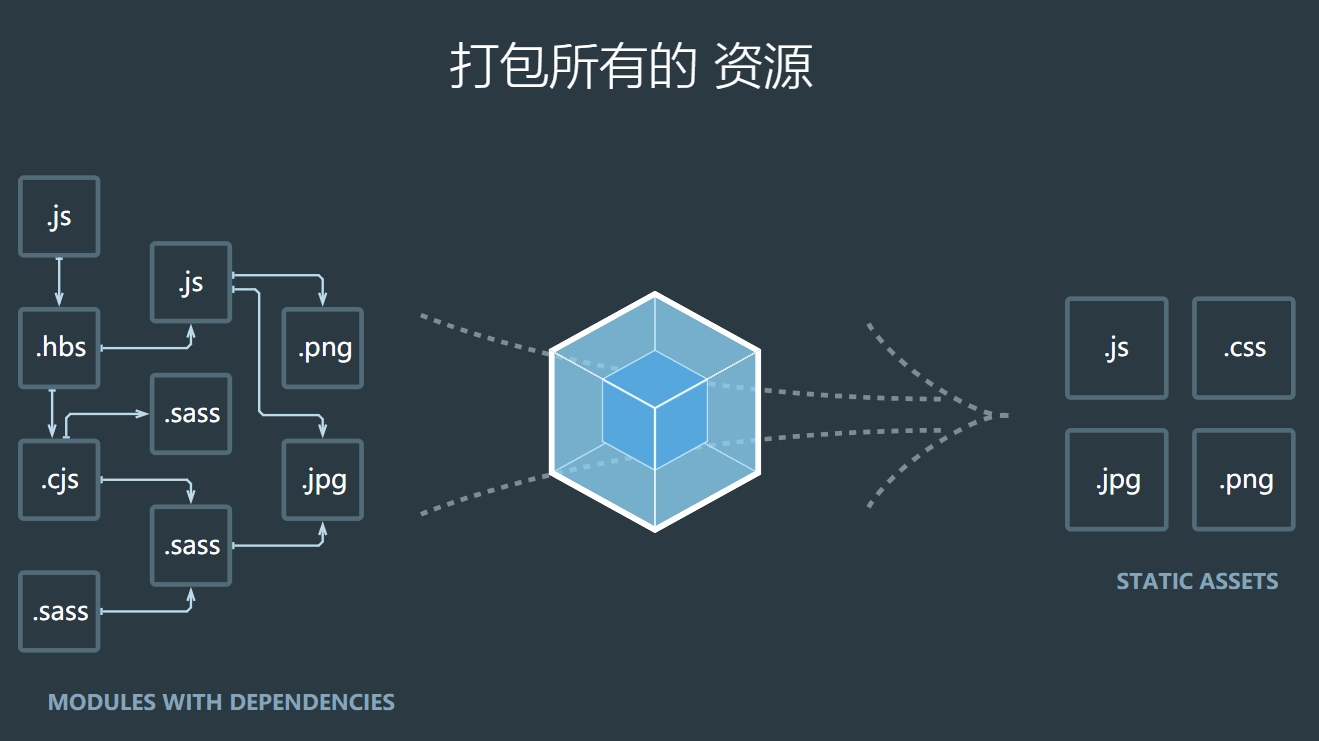 打包所有的 资源
.js
.js
.hbs
.png
.sass
.cjs
.jpg
.sass
.sass
MODULES WITH DEPENDENCIES
.js
.css
.jpg
.png
STATIC ASSETS